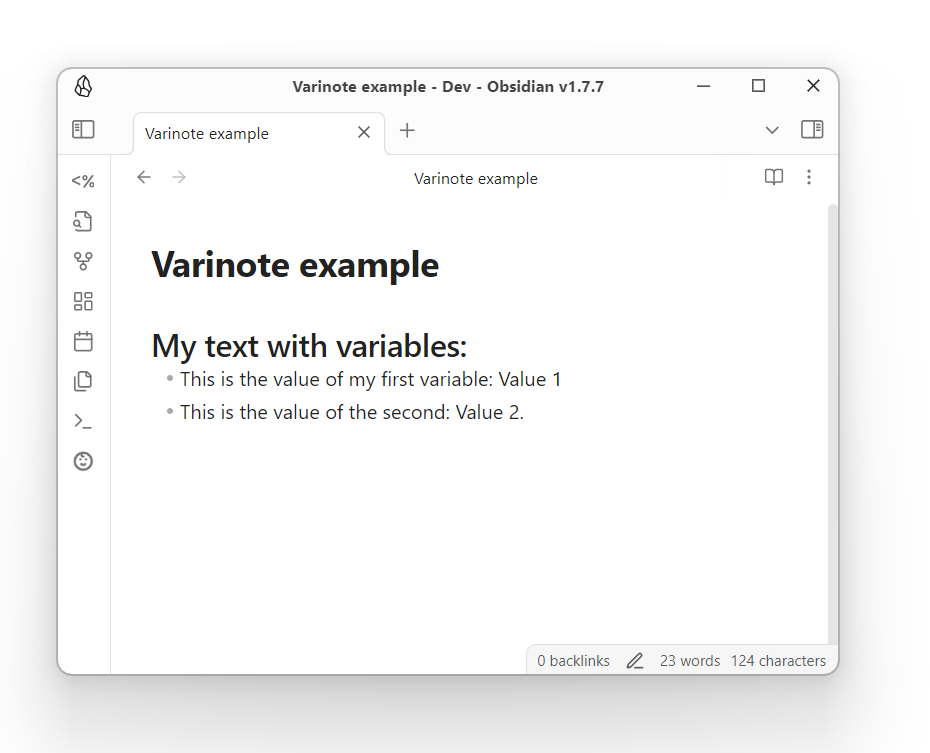 Varinote example - Dev - Obsidian v1.7.7
Varinote example
<%
Varinote example
Varinote example
My text with variables:
• This is the value of my first variable: Value 1
• This is the value of the second: Value 2.
0 backlinks 23 words 124 characters